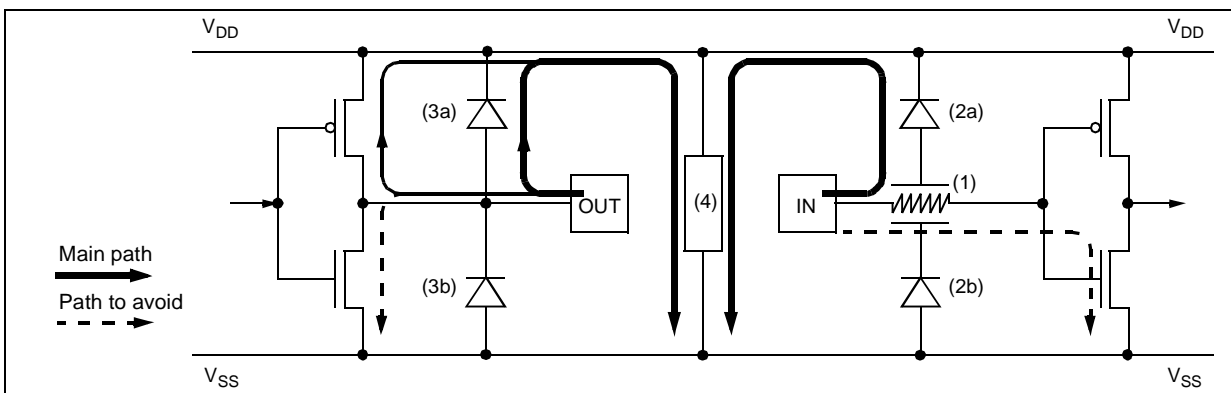 VDD
VDD
(3a)
(2a)
(1)
OUT
(4)
IN
Main path
(3b)
(2b)
Path to avoid
VSS
VSS